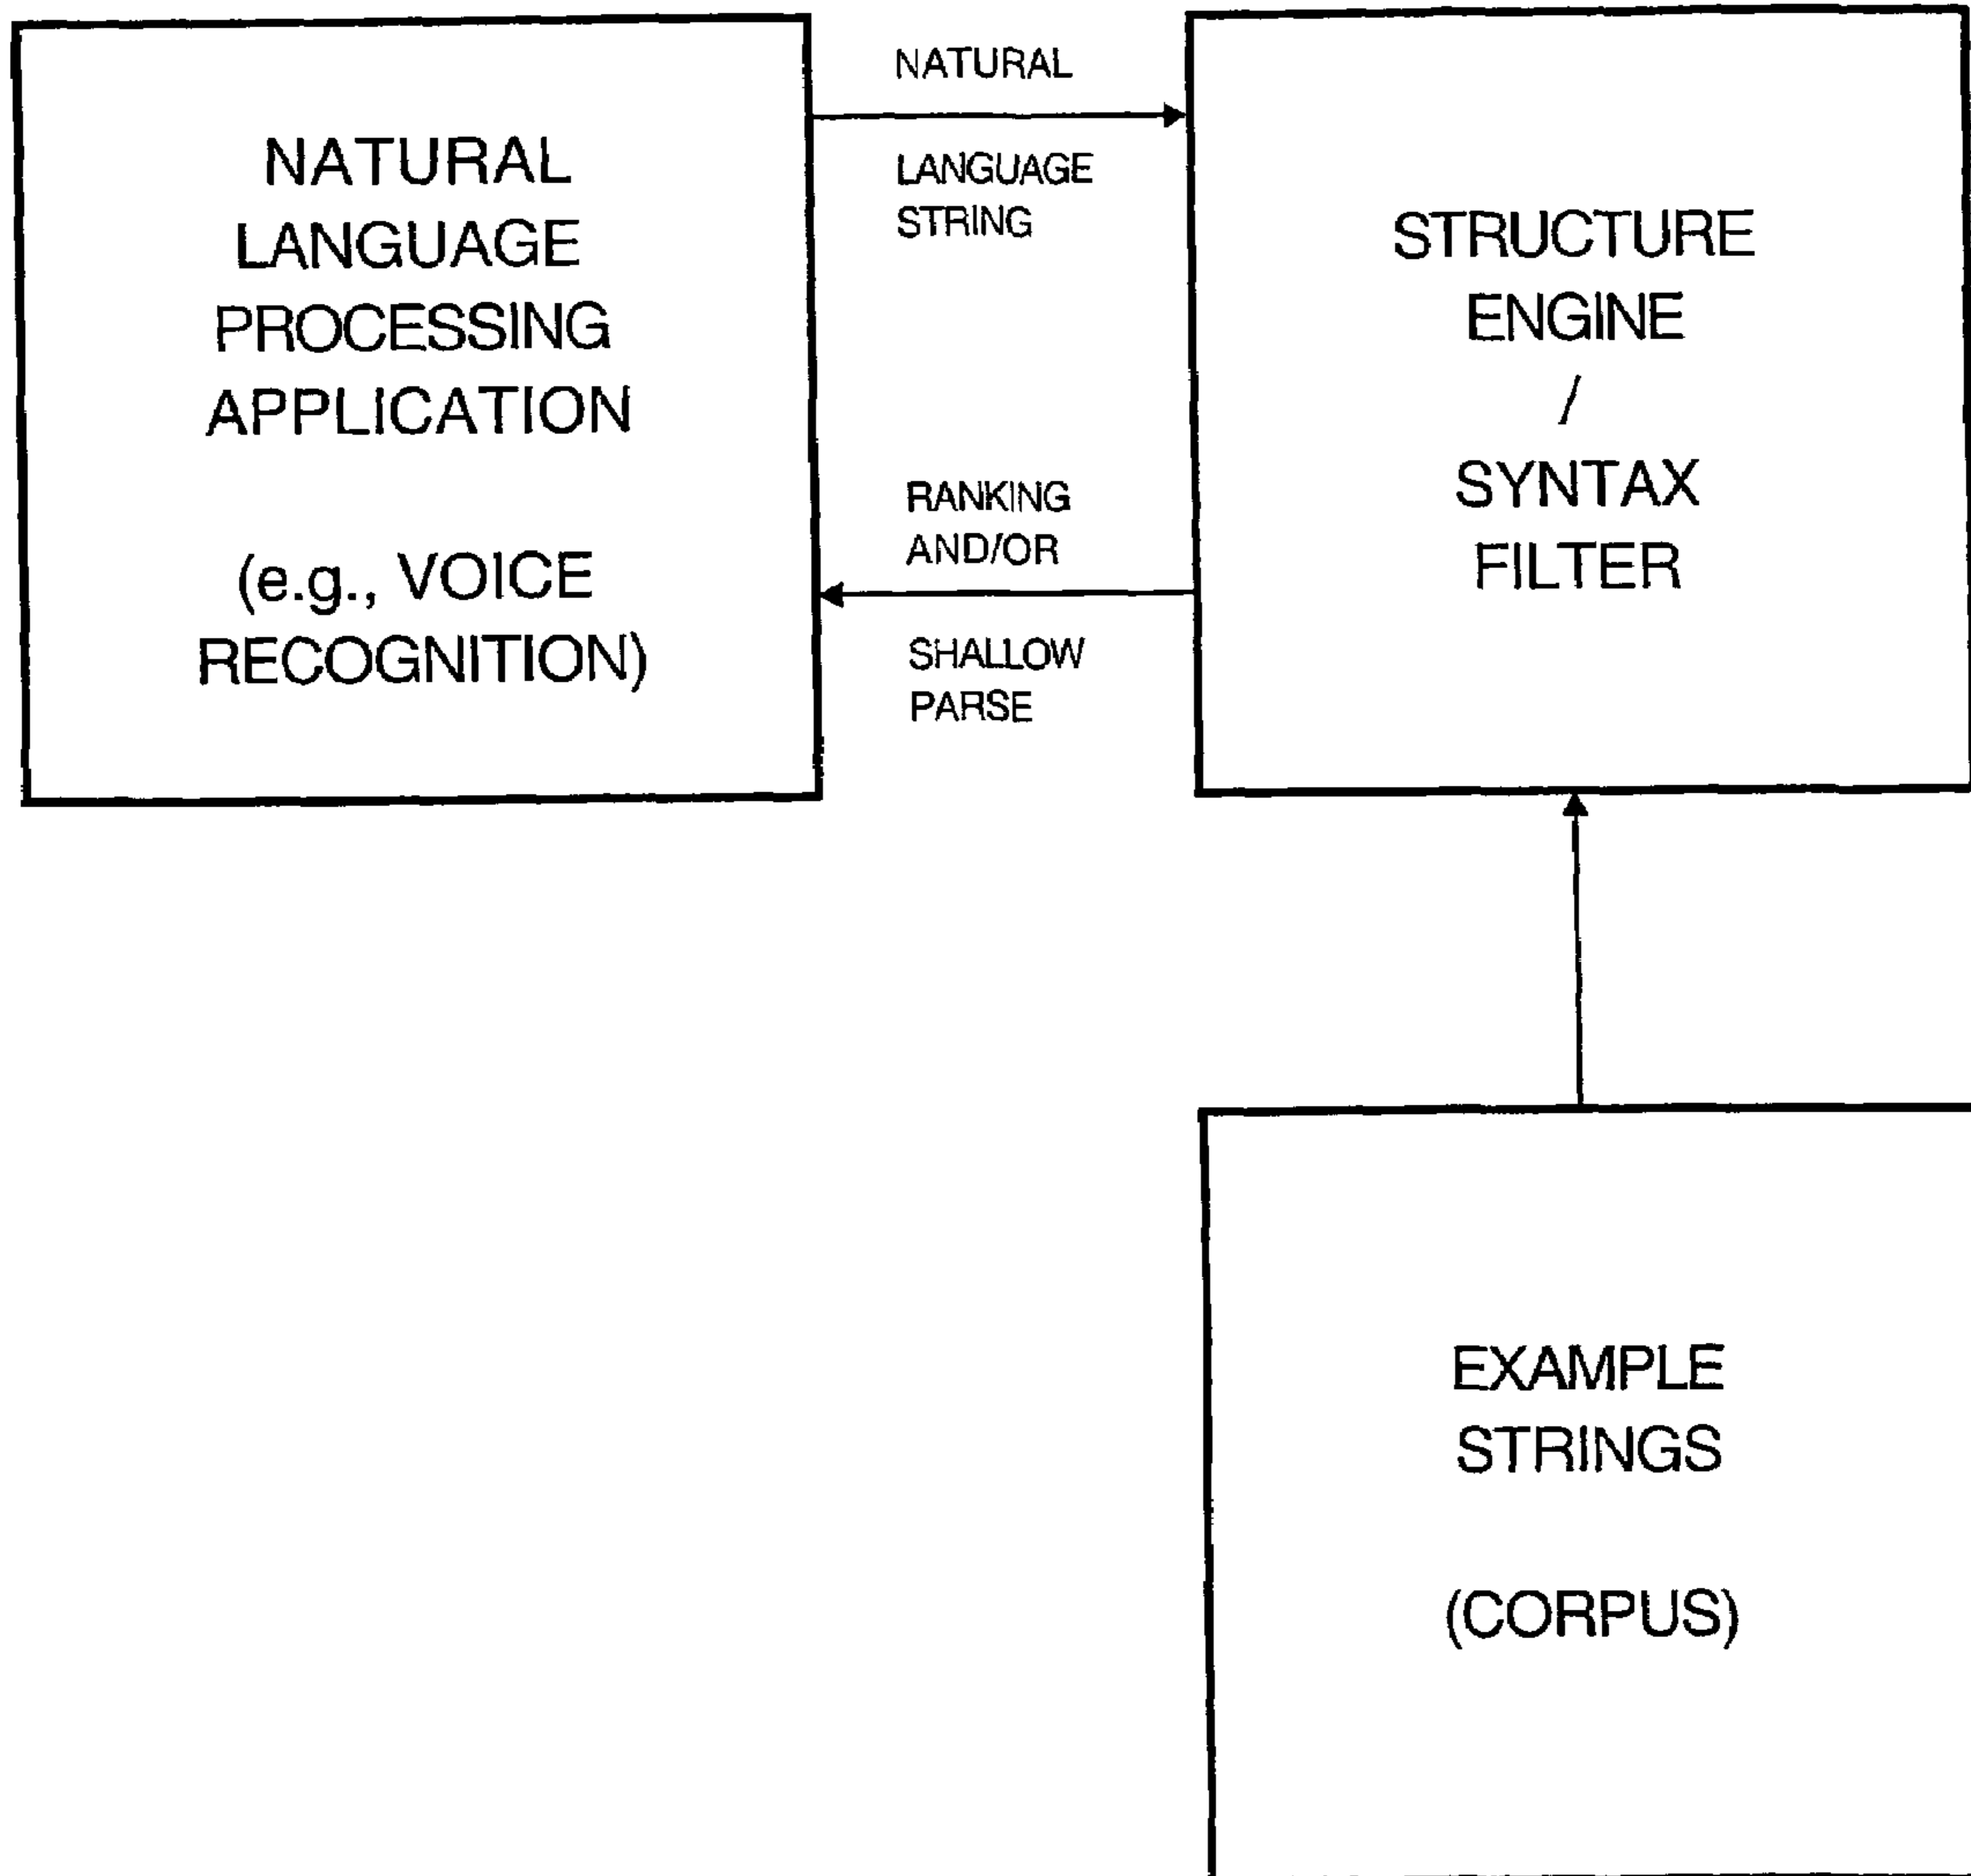 NATURAL
LANGUAGE
PROCESSING
APPLICATION
(e.g., VOICE
RECOGNITION)
NATURAL
LANGUAGE
STRING
RANKING
AND/OR
SHALLOW
PARSE
STRUCTURE
ENGINE
/
SYNTAX
FILTER
EXAMPLE
STRINGS
(CORPUS)